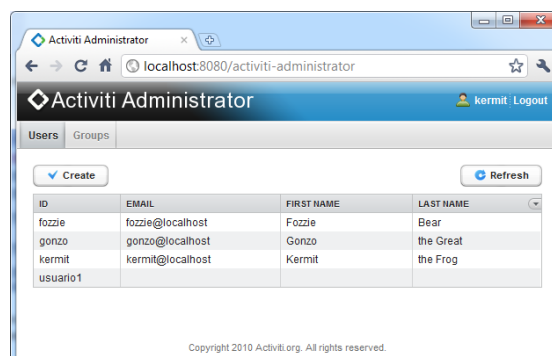 Activiti Administrator
localhost:8080/activiti-administrator
Activiti Administrator
kermit Logout
Users Groups
Create Refresh
ID EMAIL FIRST NAME LAST NAME
fozzie fozzie@localhost Fozzie Bear
gonzo gonzo@localhost Gonzo the Great
kermit kermit@localhost Kermit the Frog
usuario1
Copyright 2010 Activiti.org. All rights reserved.